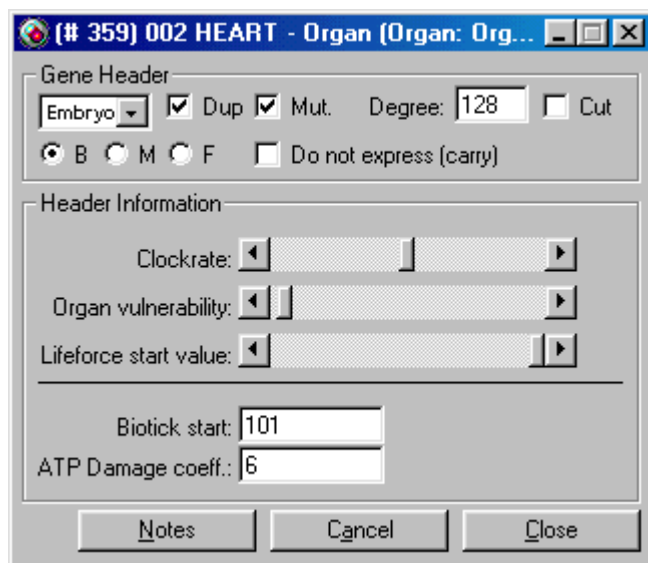 (# 359) 002 HEART - Organ (Organ: Org...
Gene Header
Embryo Dup Mut. Degree: 128 Cut
B M F Do not express (carry)
Header Information
Clockrate:
Organ vulnerability:
Lifeforce start value:
Biotick start: 101
ATP Damage coeff.: 6
Notes Cancel Close